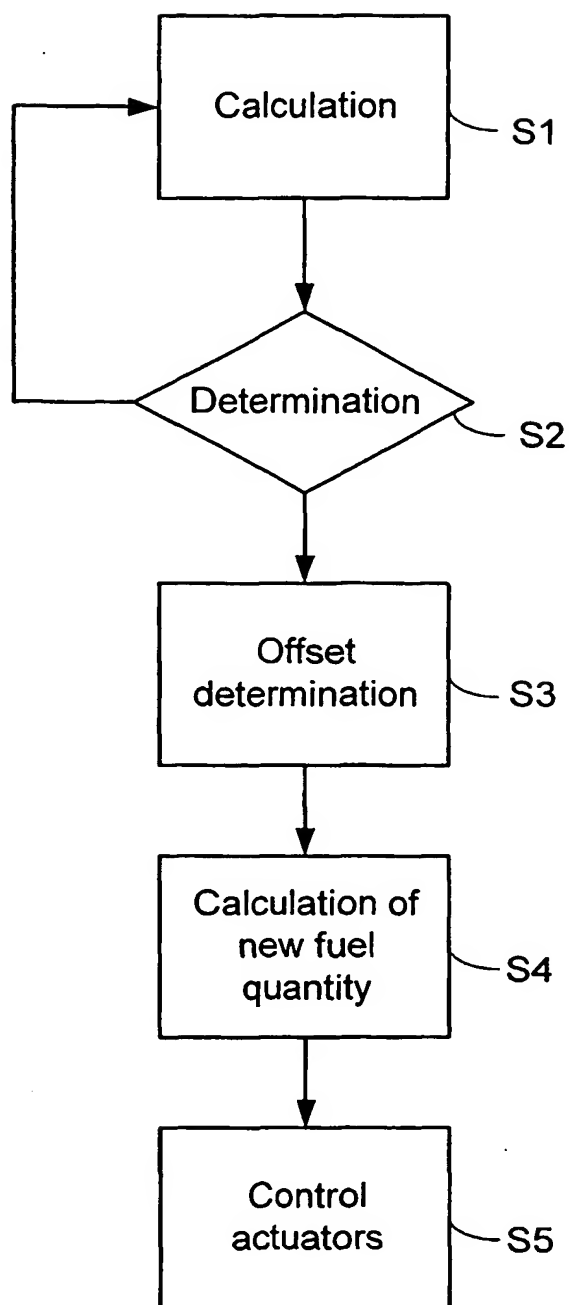 Calculation
S1
Determination
S2
Offset
determination
S3
Calculation of
new fuel
quantity
S4
Control
actuators
S5